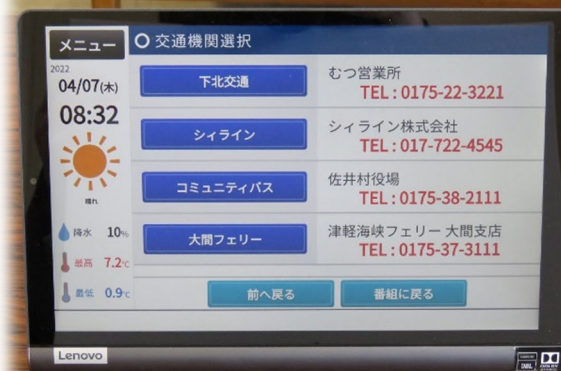 メニュー
交通機関選択
2022
04/07(木)
08:32
晴れ
降水 10%
最高 7.2℃
最低 0.9℃
下北交通
むつ営業所
TEL : 0175-22-3221
シィライン
シィライン株式会社
TEL : 017-722-4545
コミュニティバス
佐井村役場
TEL : 0175-38-2111
大間フェリー
津軽海峡フェリー 大間支店
TEL : 0175-37-3111
前へ戻る
番組に戻る
Lenovo
JBL